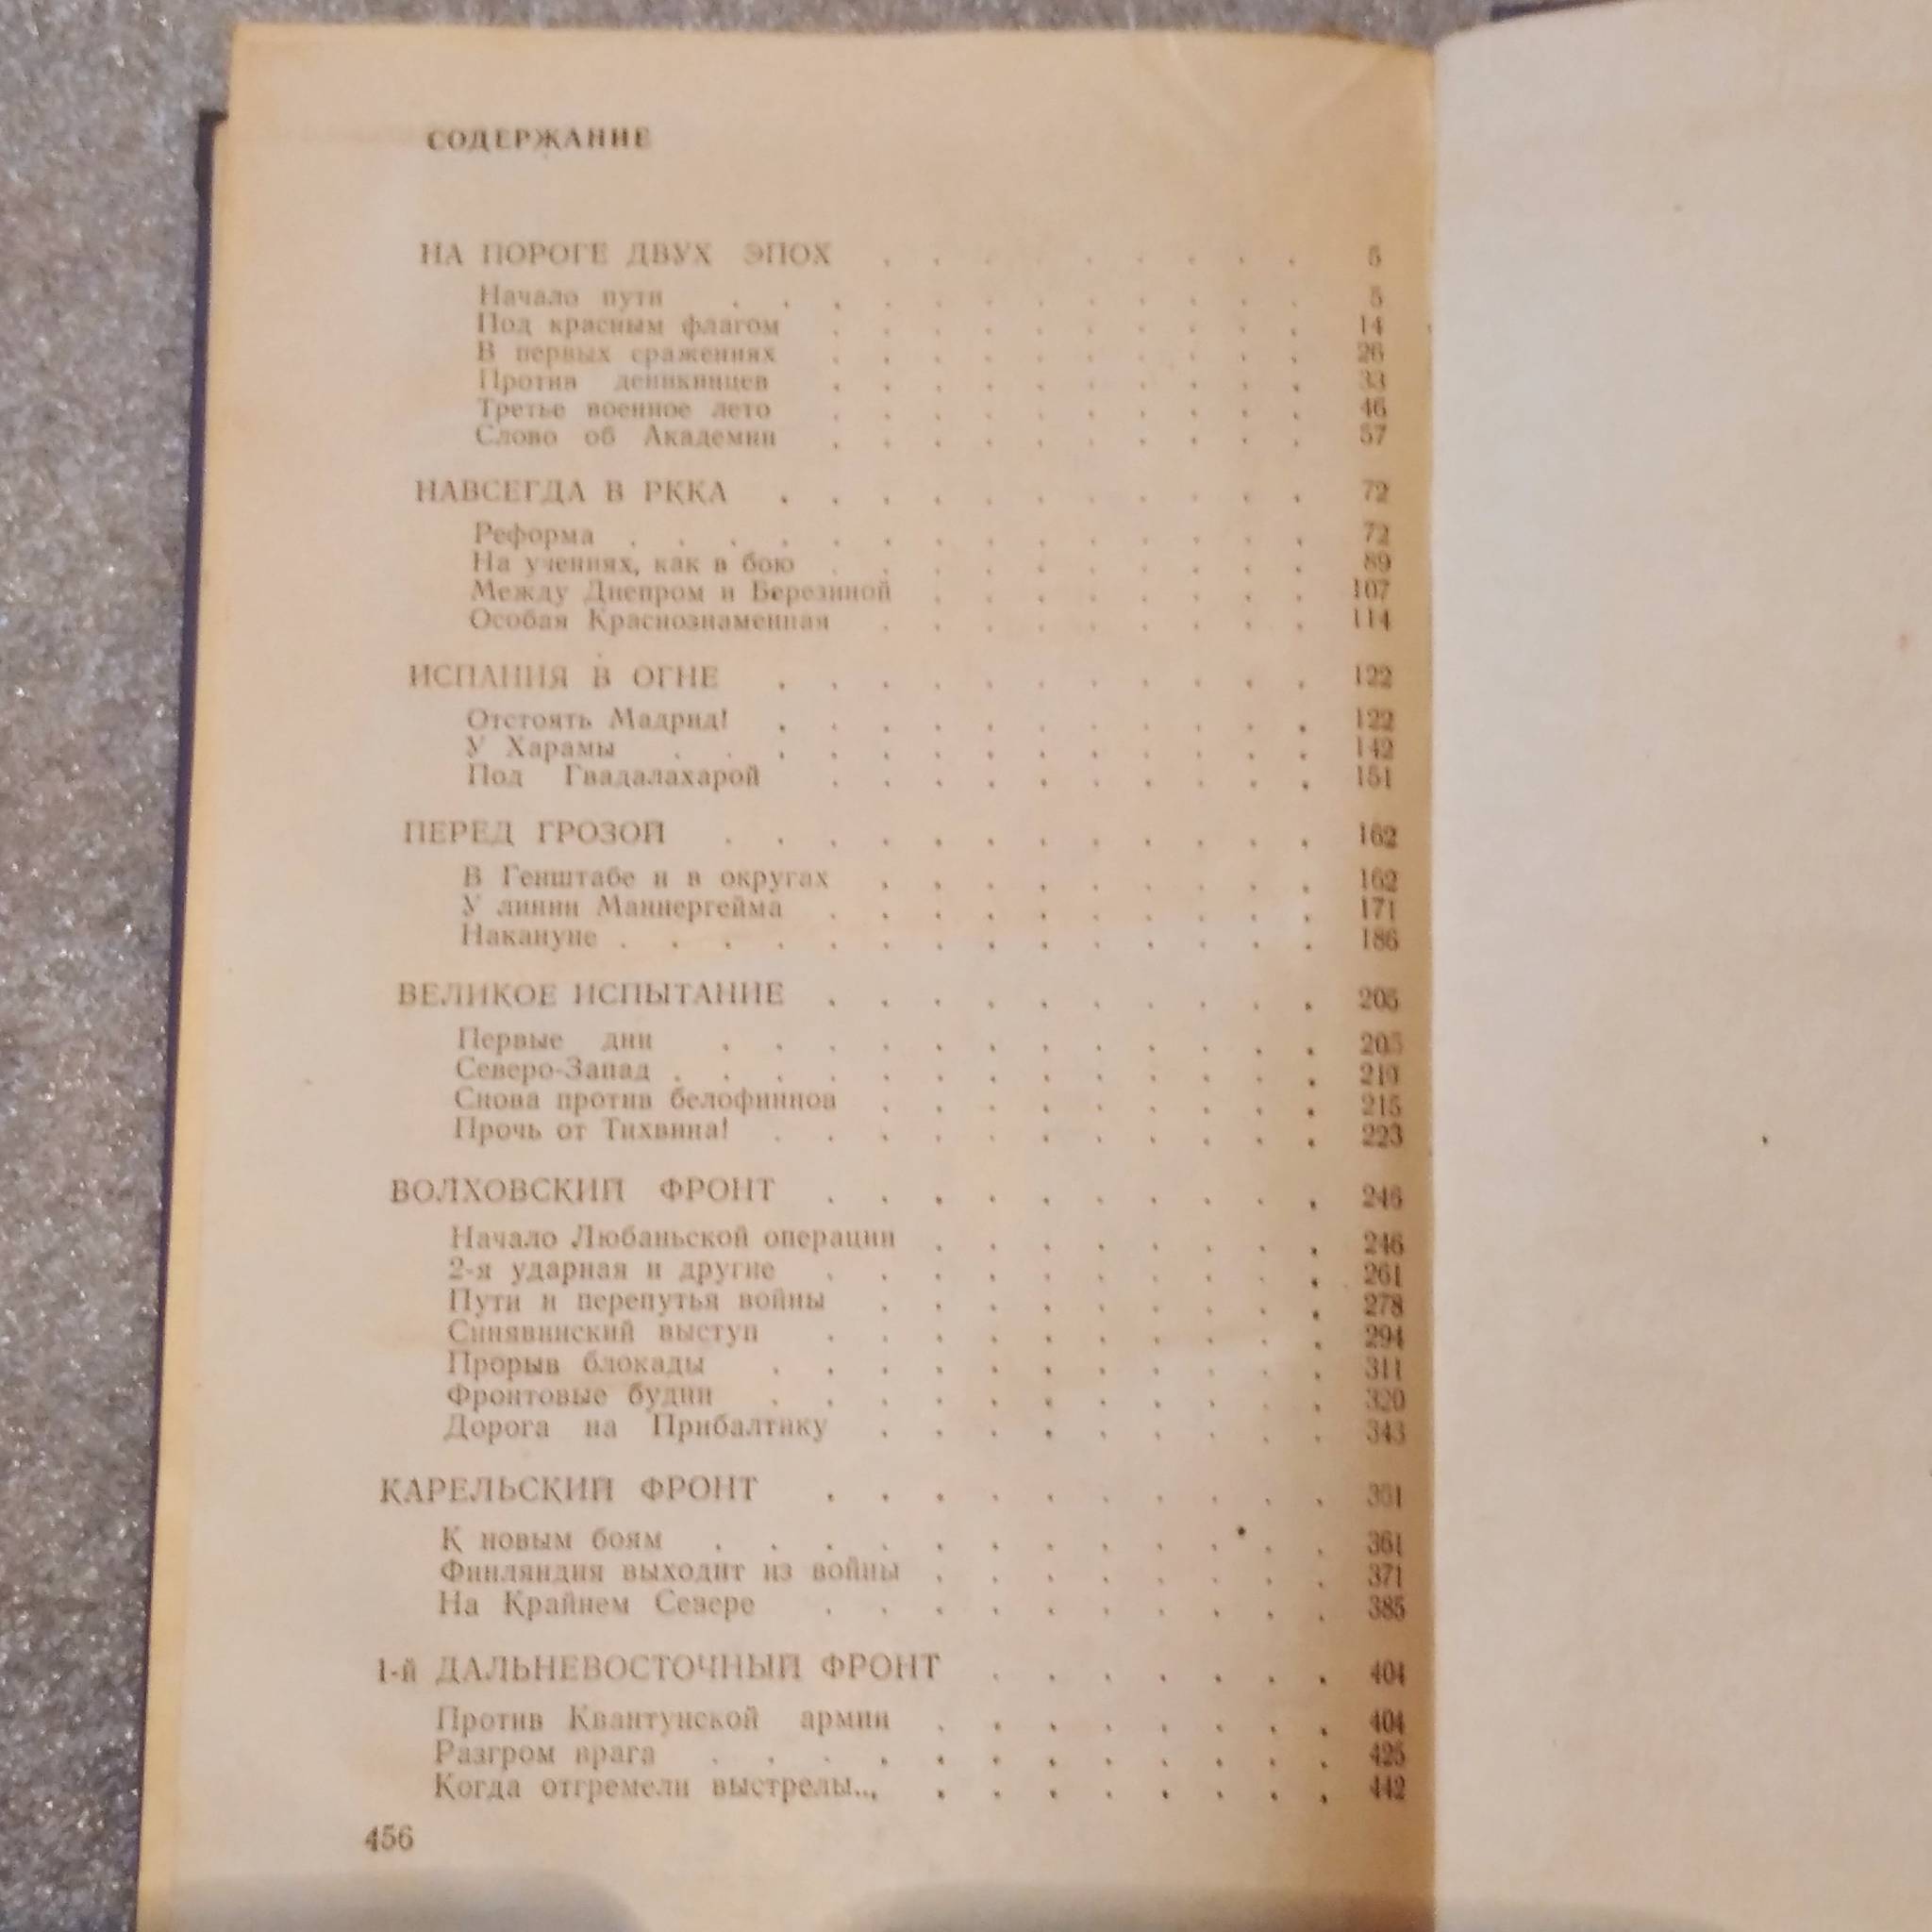 СОДЕРЖАНИЕ
НА ПОРОГЕ ДВУХ ЭПОХ . . . . . . . . . 5
Начало пути . . . . . . . . . . . . 5
Под красным флагом . . . . . . . . . . 14
В первых сражениях . . . . . . . . . . 26
Против деникинцев . . . . . . . . . . 33
Третье военное лето . . . . . . . . . . 46
Слово об Академии . . . . . . . . . . 57
НАВСЕГДА В РККА . . . . . . . . . . . 72
Реформа . . . . . . . . . . . . . . 72
На учениях, как в бою . . . . . . . . . . 89
Между Днепром и Березиной . . . . . . . . 107
Особая Краснознаменная . . . . . . . . . 114
ИСПАНИЯ В ОГНЕ . . . . . . . . . . . 122
Отстоять Мадрид! . . . . . . . . . . . 122
У Харамы . . . . . . . . . . . . . 142
Под Гвадалахарой . . . . . . . . . . 151
ПЕРЕД ГРОЗОЙ . . . . . . . . . . . . 162
В Генштабе и в округах . . . . . . . . . 162
У линии Маннергейма . . . . . . . . . . 171
Накануне . . . . . . . . . . . . . . 186
ВЕЛИКОЕ ИСПЫТАНИЕ . . . . . . . . . . 205
Первые дни . . . . . . . . . . . . 205
Северо-Запад . . . . . . . . . . . . . 210
Снова против белофиннов . . . . . . . . . 215
Прочь от Тихвина! . . . . . . . . . . . 223
ВОЛХОВСКИЙ ФРОНТ . . . . . . . . . . 246
Начало Любаньской операции . . . . . . . . 246
2-я ударная и другие . . . . . . . . . . 261
Пути и перепутья войны . . . . . . . . . 278
Синявинский выступ . . . . . . . . . . 294
Прорыв блокады . . . . . . . . . . . 311
Фронтовые будни . . . . . . . . . . . 320
Дорога на Прибалтику . . . . . . . . . 343
КАРЕЛЬСКИЙ ФРОНТ . . . . . . . . . . 361
К новым боям . . . . . . . . . . . . 361
Финляндия выходит из войны . . . . . . . . 371
На Крайнем Севере . . . . . . . . . . 385
1-й ДАЛЬНЕВОСТОЧНЫЙ ФРОНТ . . . . . . . 404
Против Квантунской армии . . . . . . . . 404
Разгром врага . . . . . . . . . . . . 425
Когда отгремели выстрелы... . . . . . . . . 442
456